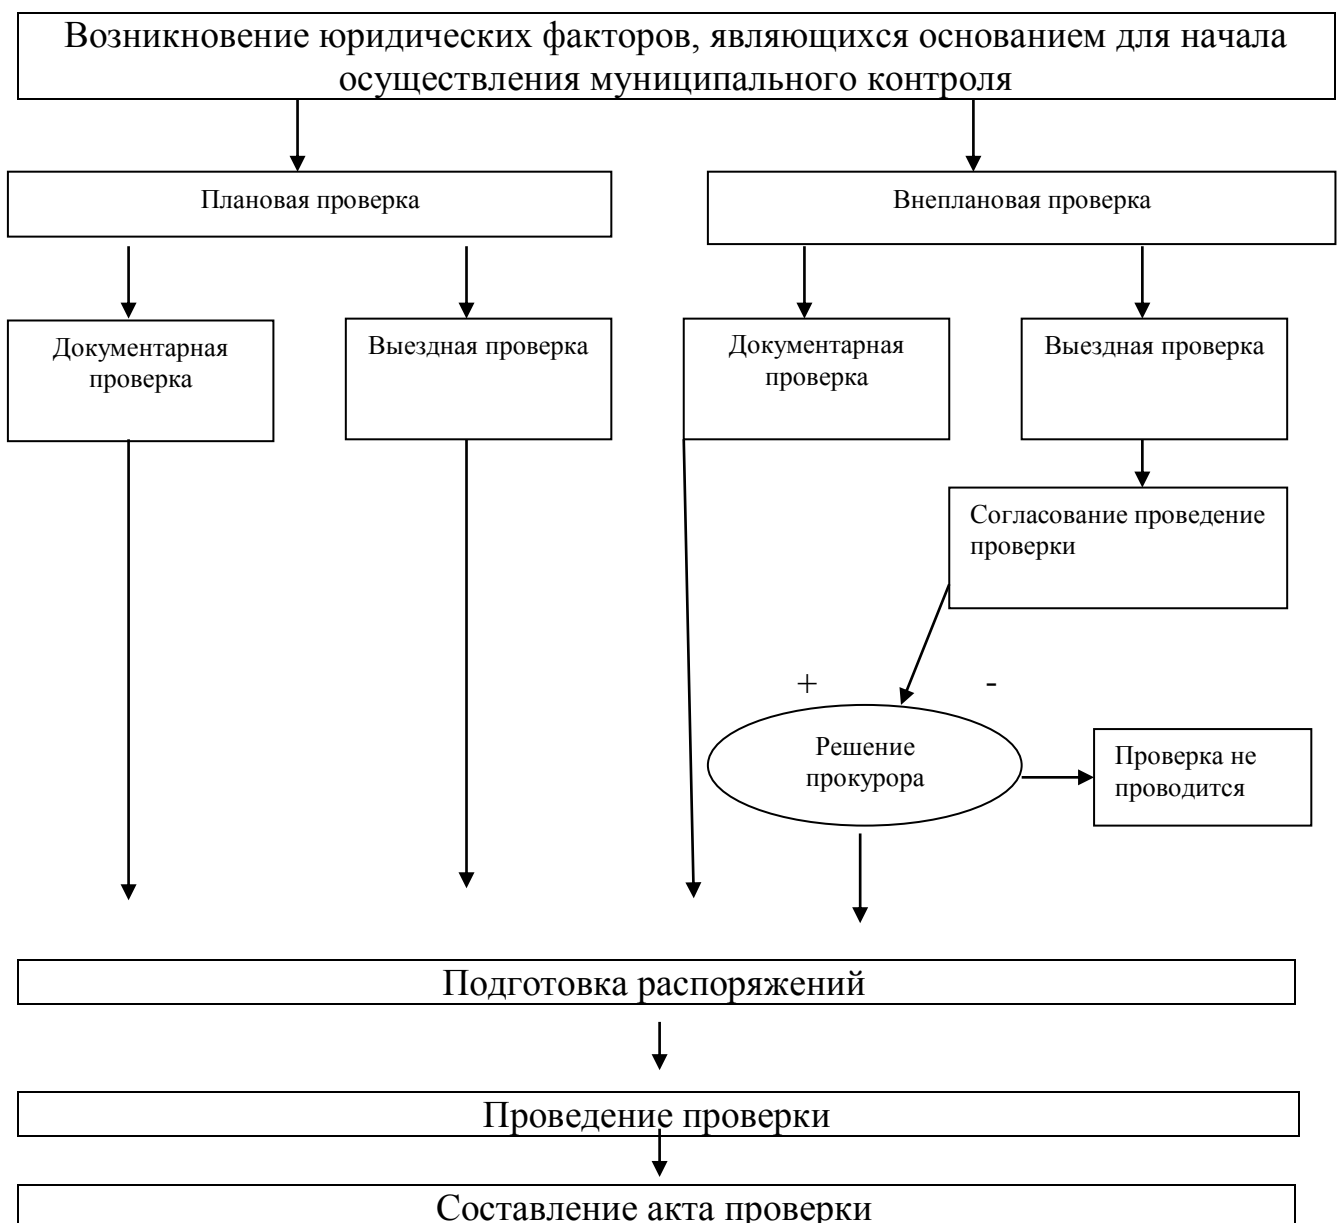 Возникновение юридических факторов, являющихся основанием для начала
осуществления муниципального контроля
Плановая проверка
Внеплановая проверка
Документарная
проверка
Выездная проверка
Документарная
проверка
Выездная проверка
Согласование проведение
проверки
+
-
Решение
прокурора
Проверка не
проводится
Подготовка распоряжений
Проведение проверки
Составление акта проверки